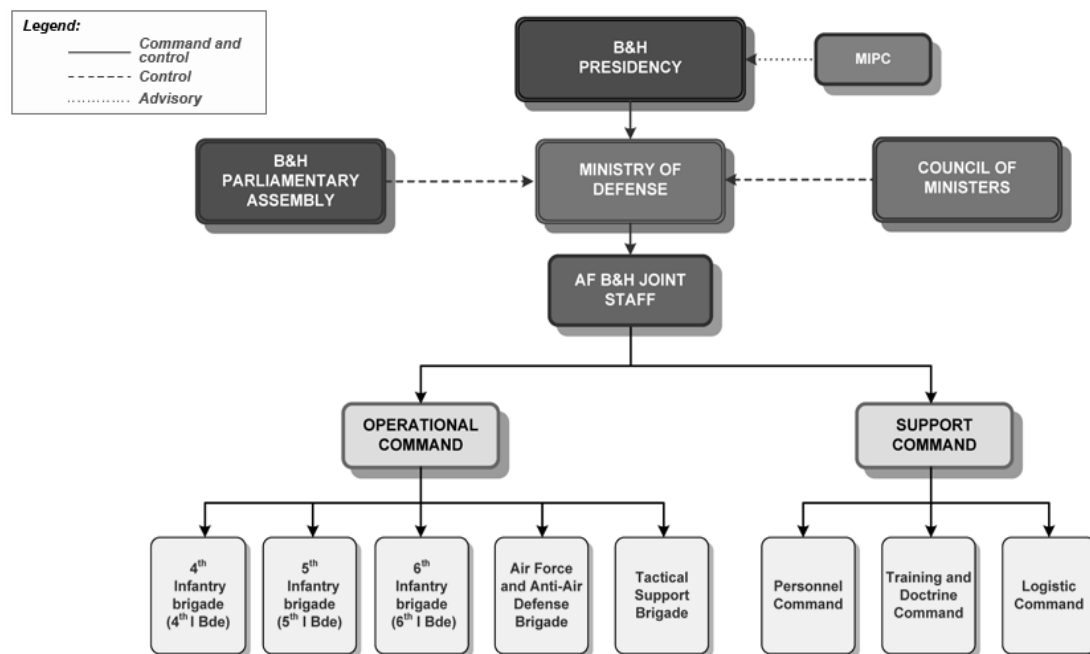 Legend:
Command and
control
Control
Advisory
B&H
PRESIDENCY
MIPC
B&H
PARLIAMENTARY
ASSEMBLY
MINISTRY OF
DEFENSE
COUNCIL OF
MINISTERS
AF B&H JOINT
STAFF
OPERATIONAL
COMMAND
SUPPORT
COMMAND
4th
Infantry
brigade
(4th I Bde)
5th
Infantry
brigade
(5th I Bde)
6th
Infantry
brigade
(6th I Bde)
Air Force
and Anti-Air
Defense
Brigade
Tactical
Support
Brigade
Personnel
Command
Training and
Doctrine
Command
Logistic
Command